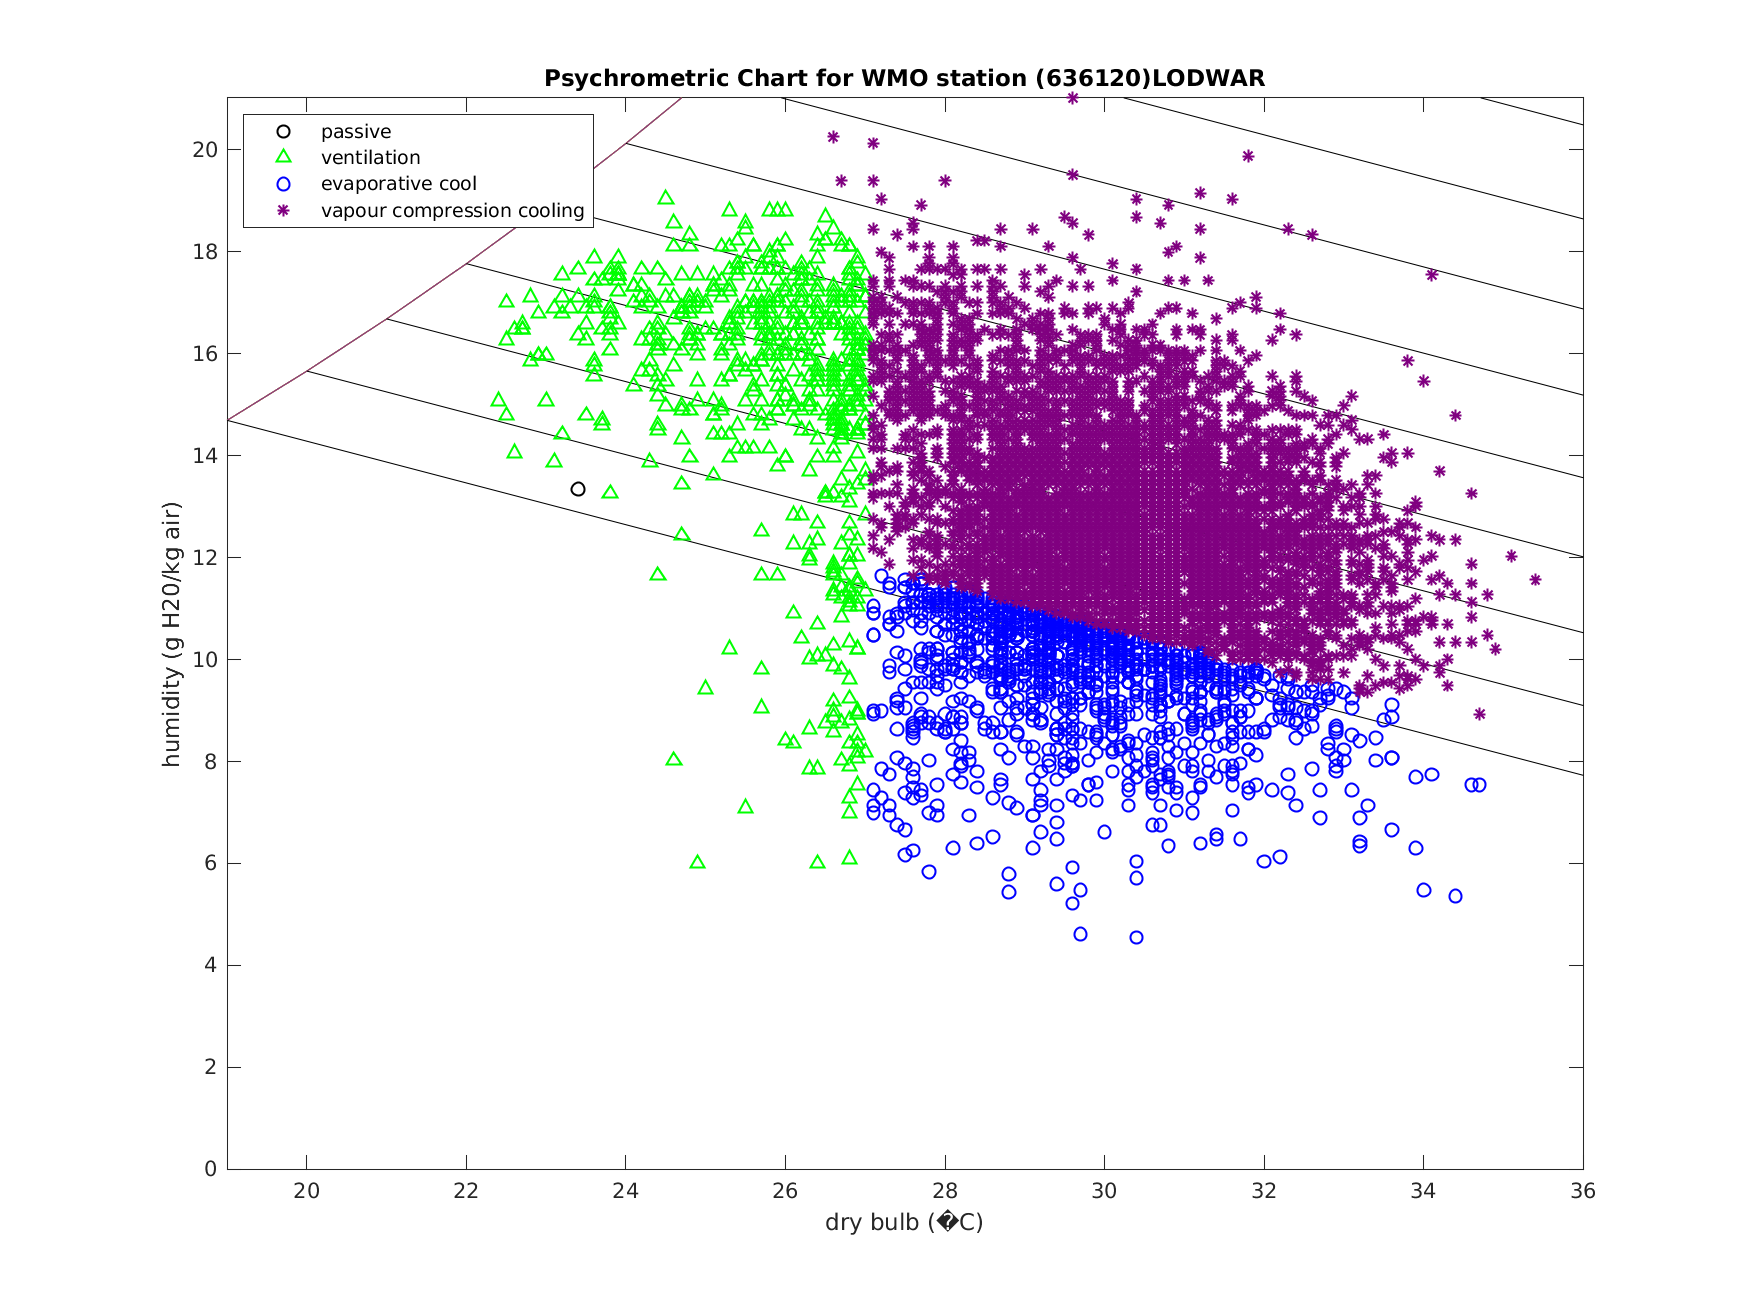 Psychrometric Chart for WMO station (636120)LODWAR
passive
ventilation
evaporative cool
vapour compression cooling
humidity (g H20/kg air)
20
18
16
14
12
10
8
6
4
2
0
20 22 24 26 28 30 32 34 36
dry bulb (�C)